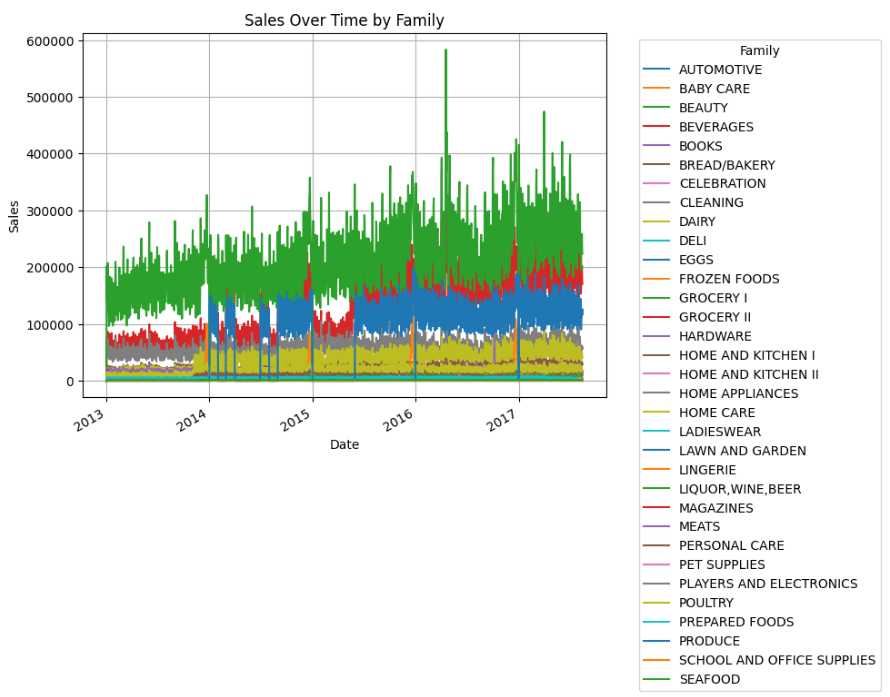 Sales Over Time by Family
600000
500000
400000
300000
200000
100000
0
Sales
2013
2014
2015
2016
2017
Date
Family
AUTOMOTIVE
BABY CARE
BEAUTY
BEVERAGES
BOOKS
BREAD/BAKERY
CELEBRATION
CLEANING
DAIRY
DELI
EGGS
FROZEN FOODS
GROCERY I
GROCERY II
HARDWARE
HOME AND KITCHEN I
HOME AND KITCHEN II
HOME APPLIANCES
HOME CARE
LADIESWEAR
LAWN AND GARDEN
LINGERIE
LIQUOR,WINE,BEER
MAGAZINES
MEATS
PERSONAL CARE
PET SUPPLIES
PLAYERS AND ELECTRONICS
POULTRY
PREPARED FOODS
PRODUCE
SCHOOL AND OFFICE SUPPLIES
SEAFOOD